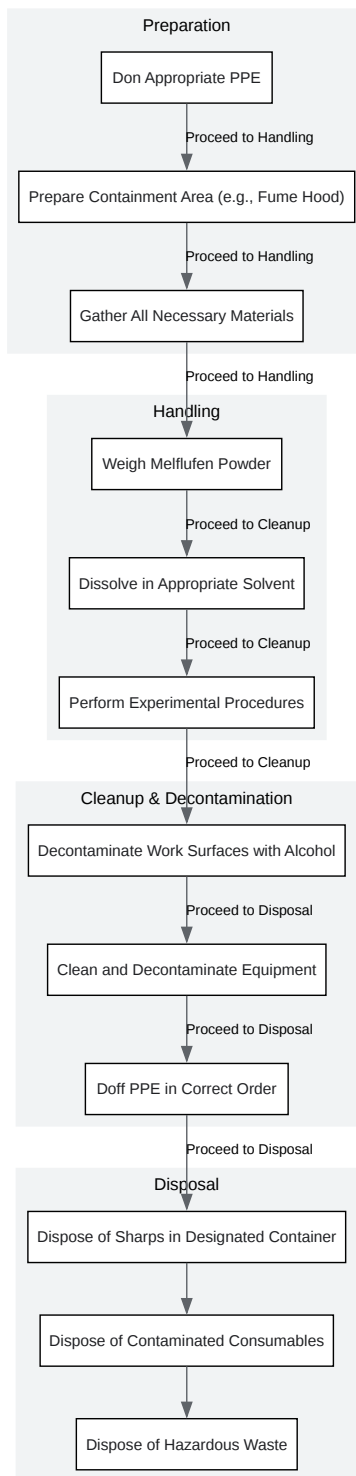 Preparation
Don Appropriate PPE
Proceed to Handling
Prepare Containment Area (e.g., Fume Hood)
Proceed to Handling
Gather All Necessary Materials
Proceed to Handling
Handling
Weigh Melflufen Powder
Proceed to Cleanup
Dissolve in Appropriate Solvent
Proceed to Cleanup
Perform Experimental Procedures
Proceed to Cleanup
Cleanup & Decontamination
Decontaminate Work Surfaces with Alcohol
Proceed to Disposal
Clean and Decontaminate Equipment
Proceed to Disposal
Doff PPE in Correct Order
Proceed to Disposal
Disposal
Dispose of Sharps in Designated Container
Dispose of Contaminated Consumables
Dispose of Hazardous Waste